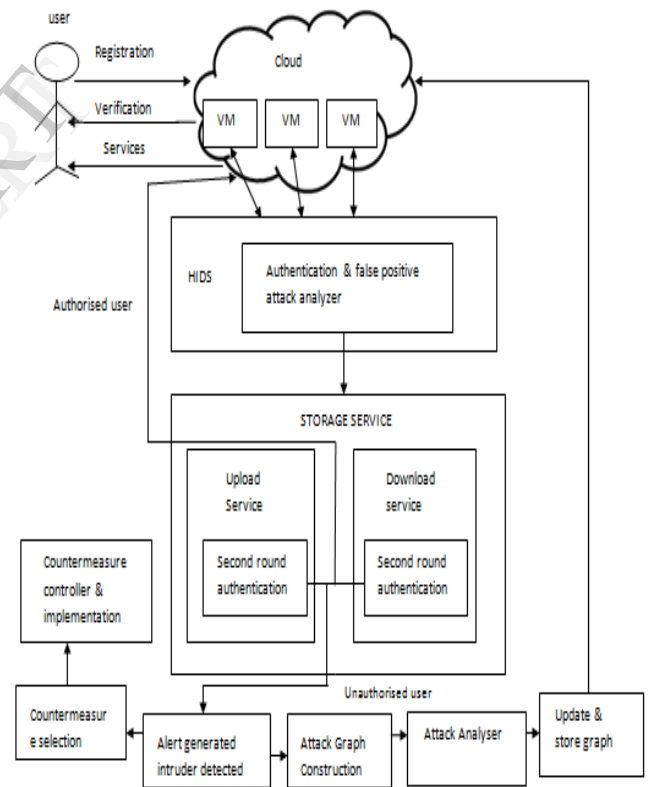 user
Registration
Cloud
Verification
VM
VM
VM
Services
HIDS
Authentication & false positive
attack analyzer
Authorised user
STORAGE SERVICE
Upload
Service
Download
service
Second round
authentication
Second round
authentication
Countermeasure
controller &
implementation
Unauthorised user
Countermeasur
e selection
Alert generated
intruder detected
Attack Graph
Construction
Attack Analyser
Update &
store graph